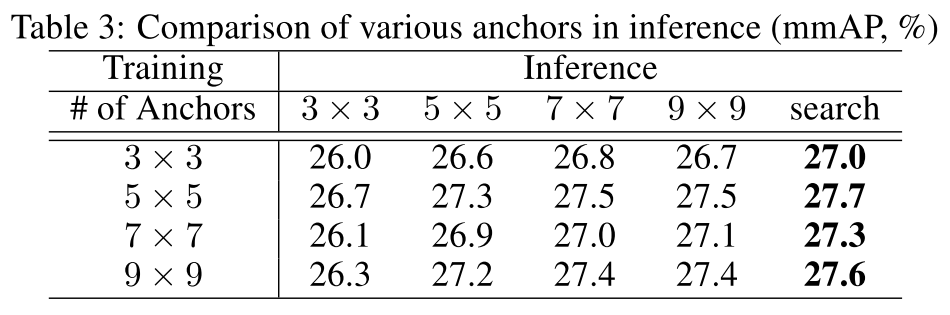 Table 3: Comparison of various anchors in inference (mmAP, %)
Training Inference
# of Anchors 3 × 3 5 × 5 7 × 7 9 × 9 search
3 × 3 26.0 26.6 26.8 26.7 27.0
5 × 5 26.7 27.3 27.5 27.5 27.7
7 × 7 26.1 26.9 27.0 27.1 27.3
9 × 9 26.3 27.2 27.4 27.4 27.6